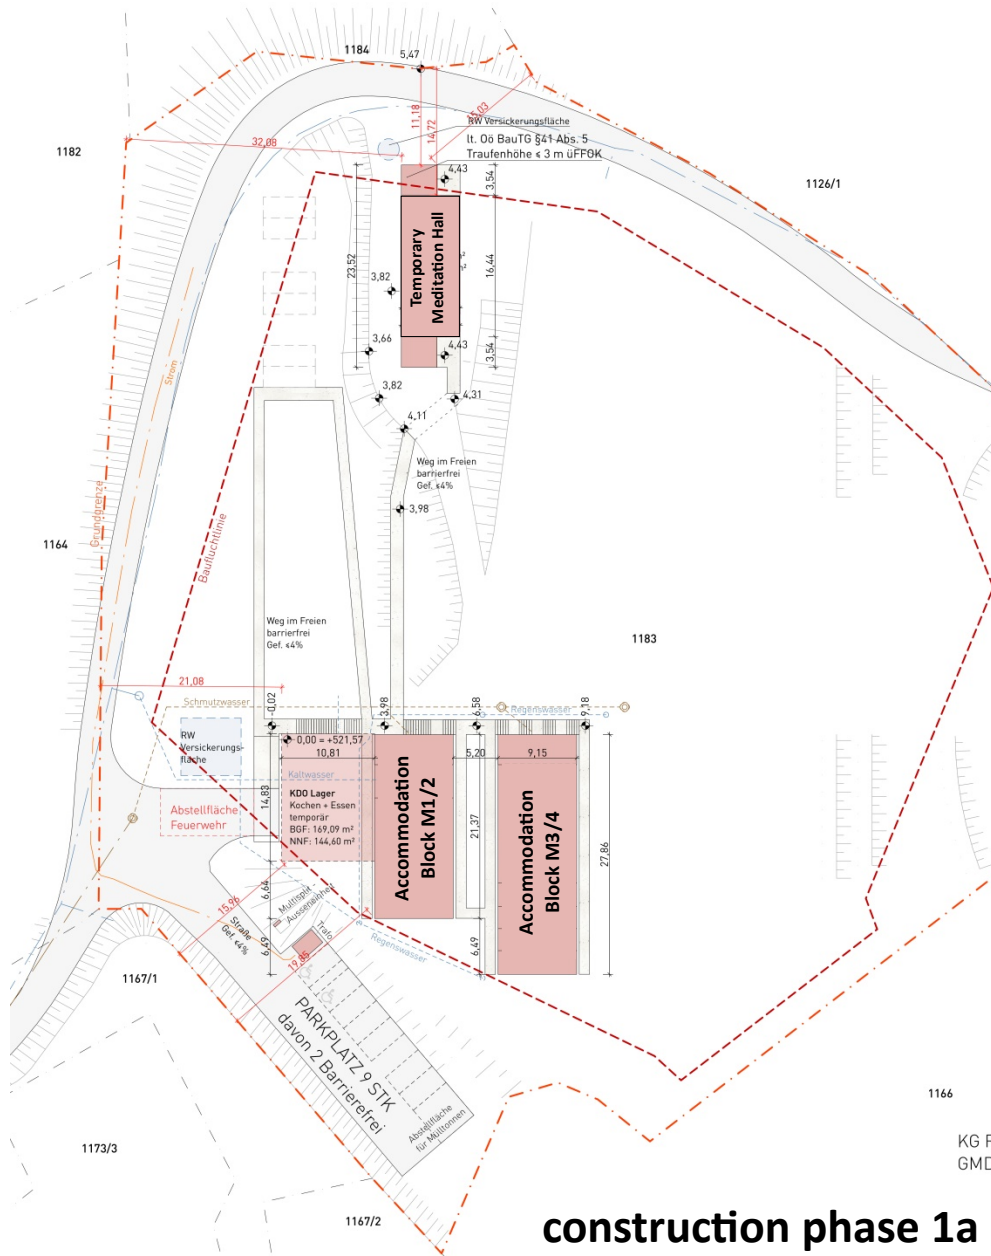 1184
5,47
11,18
14,72
15,03
RW Versickerungsfläche
lt. Oö BauTG §41 Abs. 5
Traufenhöhe ≤ 3 m üFFOK
1182
32,08
1126/1
4,43
3,54
Temporary
Meditation Hall
23,52
16,44
3,82
3,66
4,43
3,54
3,82
4,31
4,11
Strom
Weg im Freien
barrierefrei
Gef. ≤4%
3,98
Grundgrenze
Baufluchtlinie
1164
Weg im Freien
barrierefrei
Gef. ≤4%
1183
21,08
Schmutzwasser
-0,02
3,98
6,58
Regenswasser
9,18
RW
Versickerungs-
fläche
0,00 = +521,57
10,81
5,20
9,15
Kaltwasser
14,83
KDO Lager
Kochen + Essen
temporär
BGF: 169,09 m²
NNF: 144,60 m²
Abstellfläche
Feuerwehr
Accommodation
Block M1/2
21,37
Accommodation
Block M3/4
27,86
6,64
15,96
Multisplit
Ausseneinheit
Straße
Gef. ≤4%
Trafo
6,49
19,85
Regenswasser
6,49
1167/1
PARKPLATZ 9 STK
davon 2 Barrierefrei
Abstellfläche
für Mülltonnen
1166
1173/3
KG F
GMD
1167/2
construction phase 1a